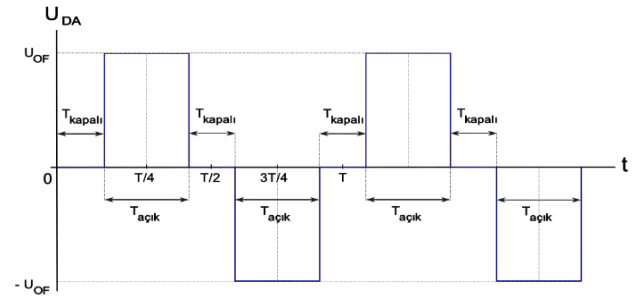 U_DA
U_OF
T_kapalı
T_kapalı
T_kapalı
T_kapalı
0
T/4
T/2
3T/4
T
t
T_açık
T_açık
T_açık
T_açık
- U_OF